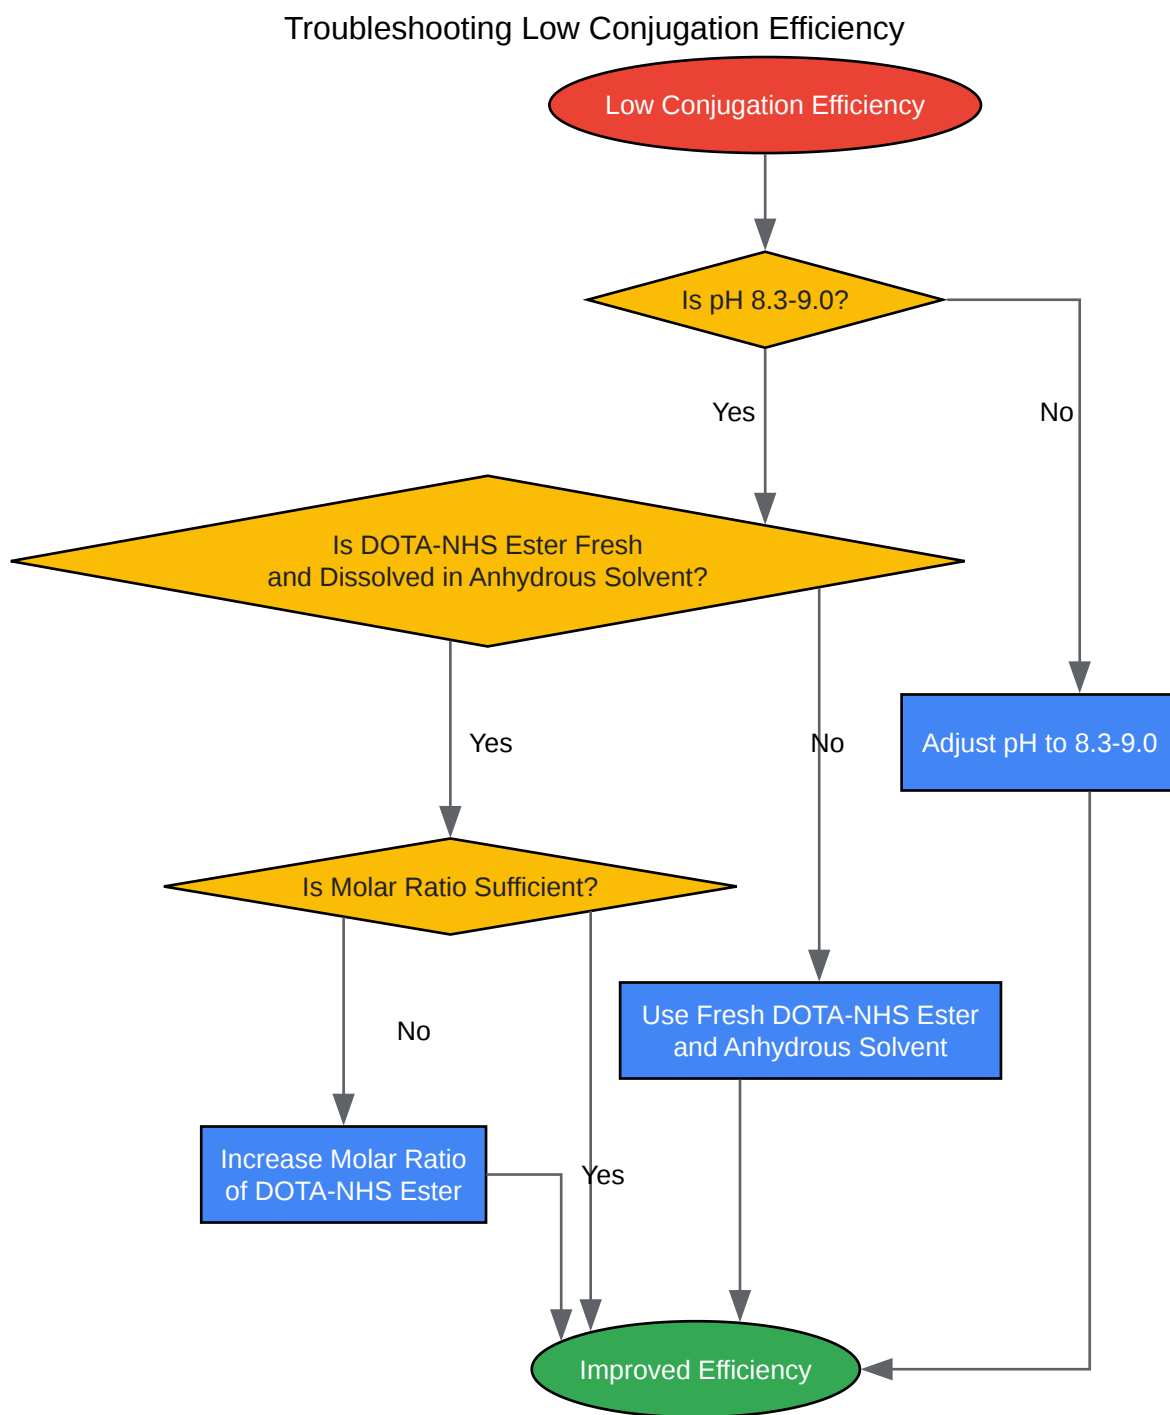 Troubleshooting Low Conjugation Efficiency
Low Conjugation Efficiency
Is pH 8.3-9.0?
Yes
No
Is DOTA-NHS Ester Fresh
and Dissolved in Anhydrous Solvent?
Yes
No
Adjust pH to 8.3-9.0
Is Molar Ratio Sufficient?
No
Use Fresh DOTA-NHS Ester
and Anhydrous Solvent
Increase Molar Ratio
of DOTA-NHS Ester
Yes
Improved Efficiency